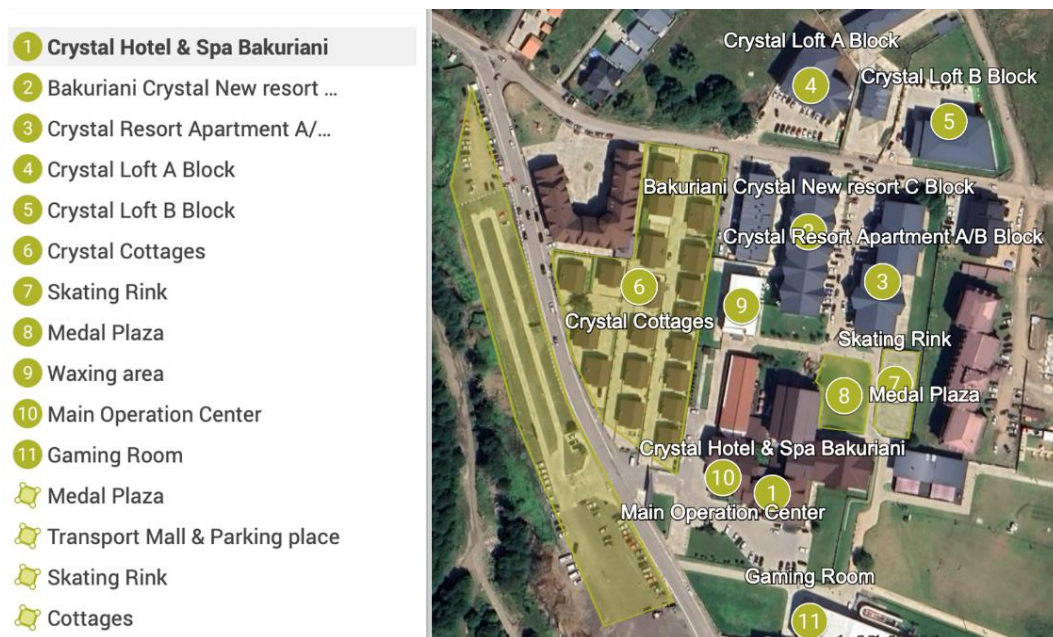 1 Crystal Hotel & Spa Bakuriani
2 Bakuriani Crystal New resort ...
3 Crystal Resort Apartment A/...
4 Crystal Loft A Block
5 Crystal Loft B Block
6 Crystal Cottages
7 Skating Rink
8 Medal Plaza
9 Waxing area
10 Main Operation Center
11 Gaming Room
Medal Plaza
Transport Mall & Parking place
Skating Rink
Cottages
Crystal Loft A Block
4
Crystal Loft B Block
5
Bakuriani Crystal New resort C Block
2
Crystal Resort Apartment A/B Block
3
6
9
Crystal Cottages
Skating Rink
7
8
Medal Plaza
Crystal Hotel & Spa Bakuriani
10
1
Main Operation Center
Gaming Room
11